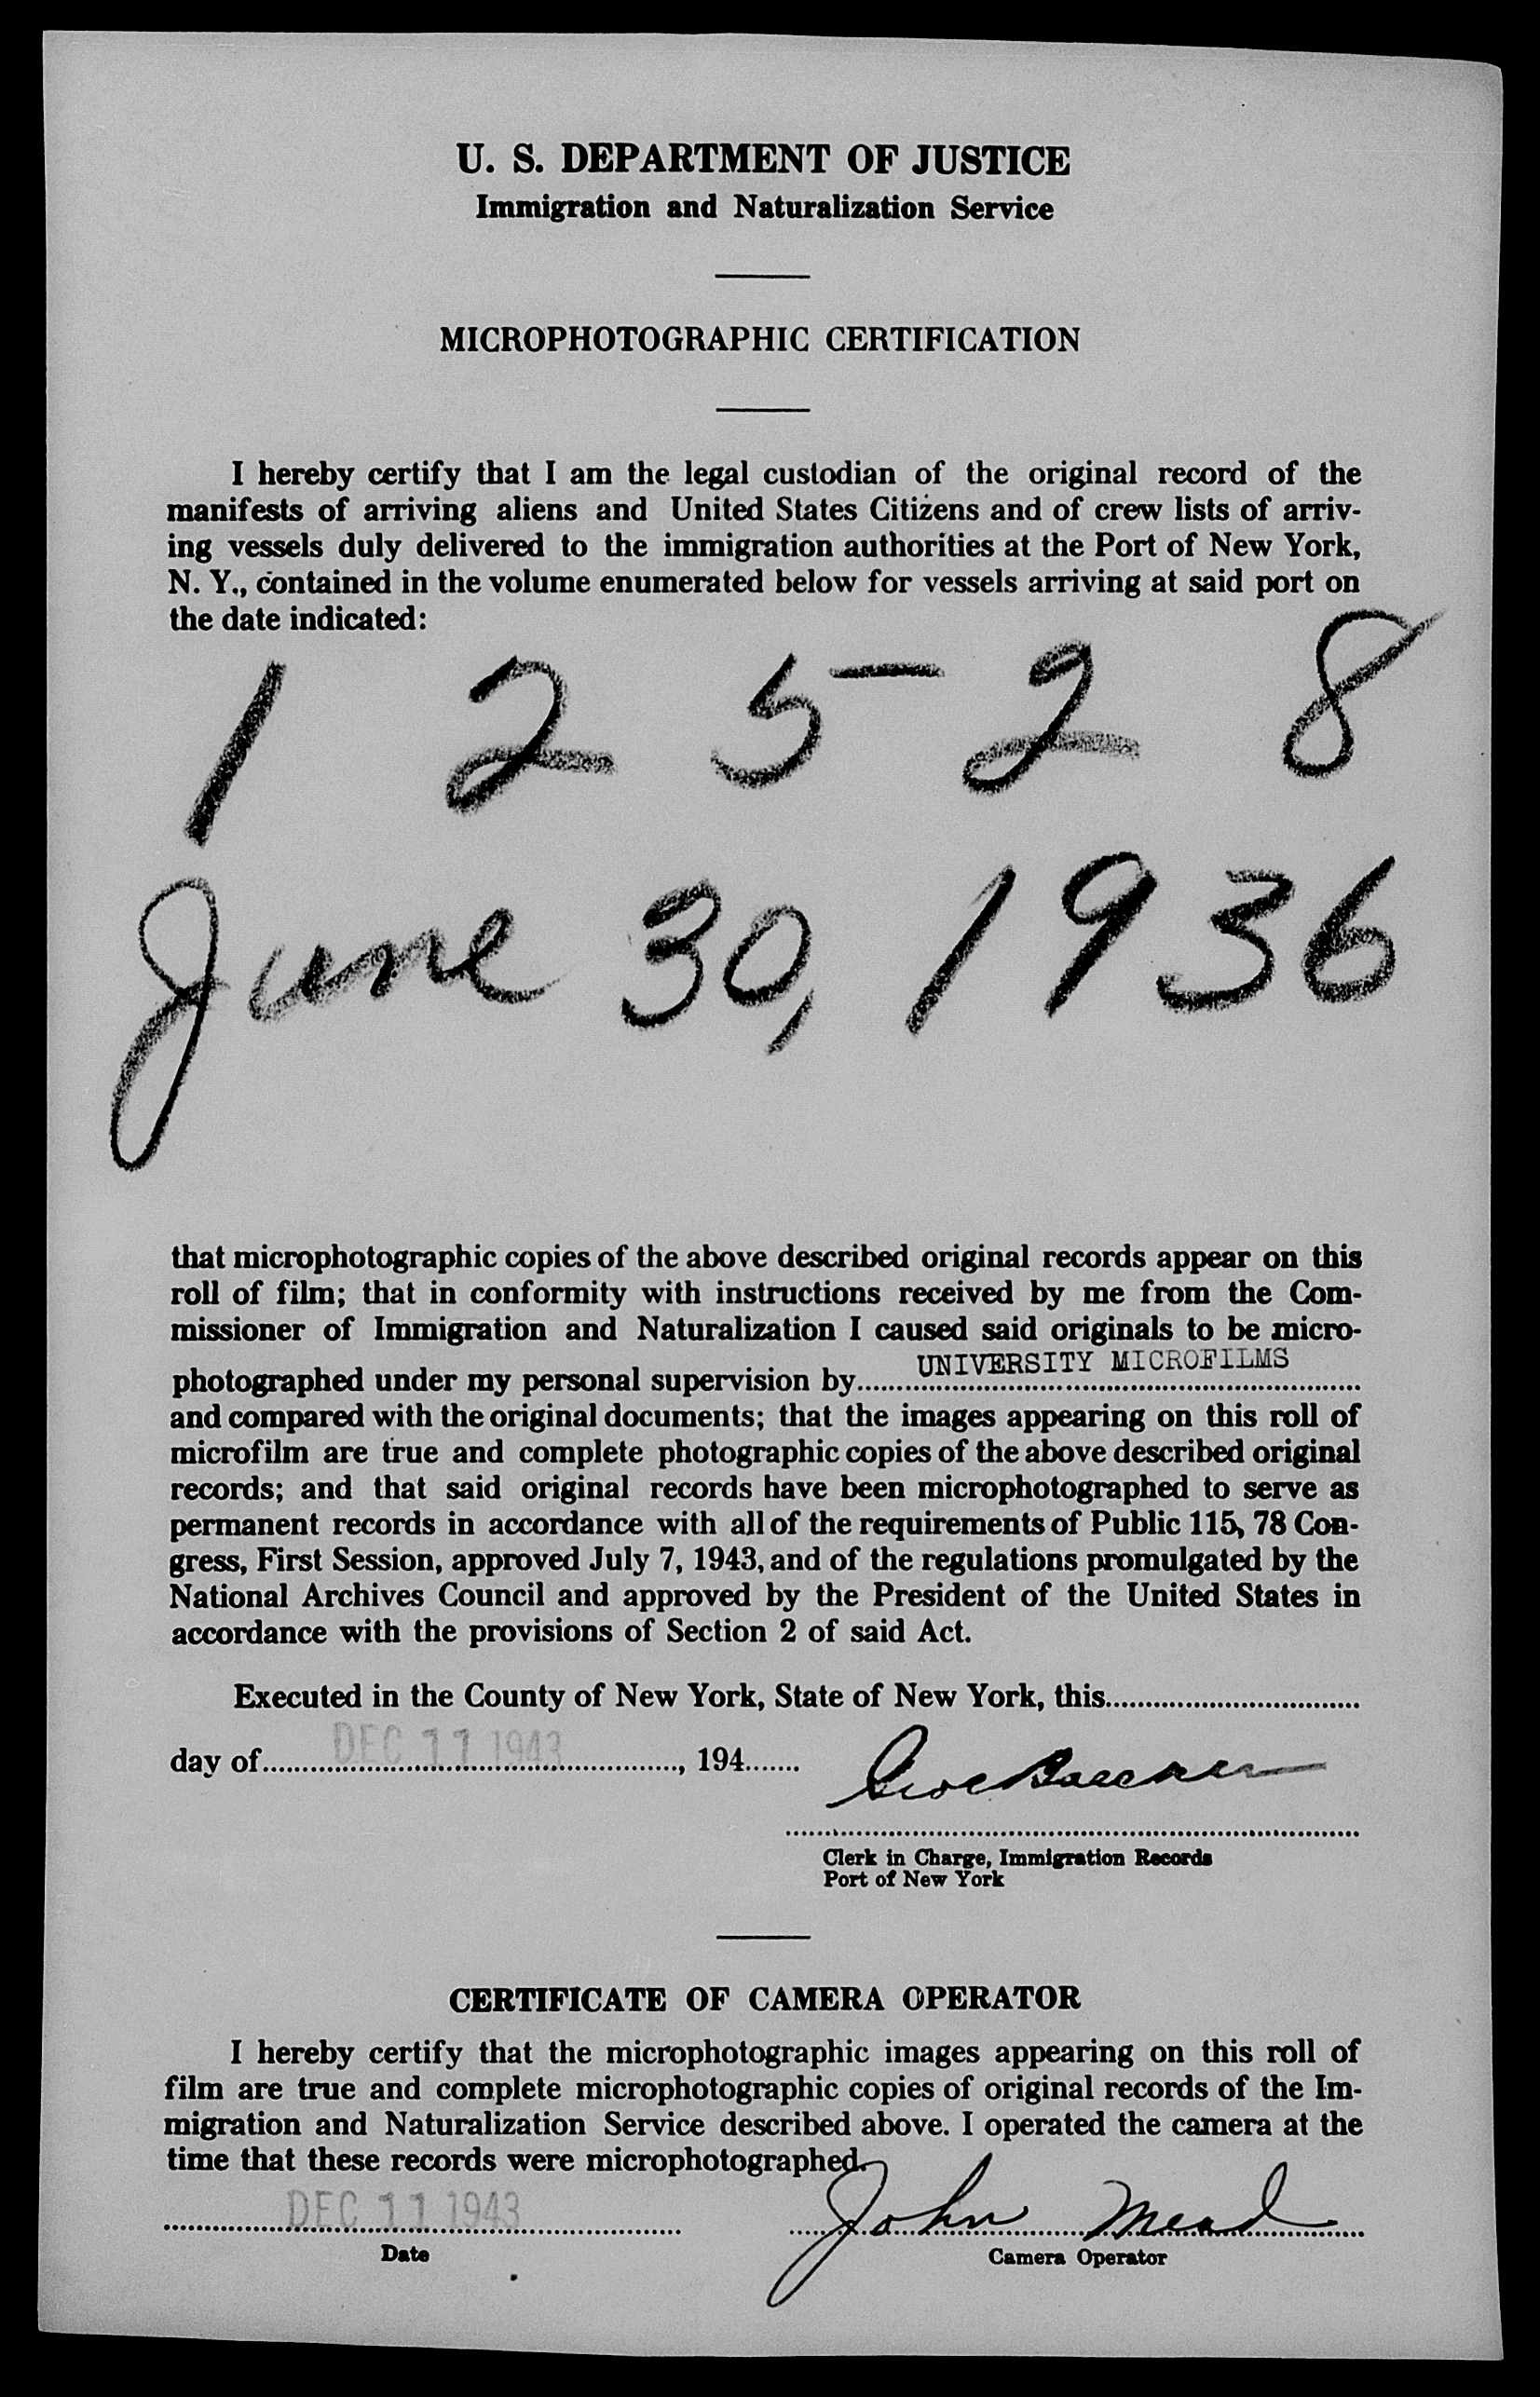 U. S. DEPARTMENT OF JUSTICE
Immigration and Naturalization Service
MICROPHOTOGRAPHIC CERTIFICATION
I hereby certify that I am the legal custodian of the original record of the
manifests of arriving aliens and United States Citizens and of crew lists of arriv-
ing vessels duly delivered to the immigration authorities at the Port of New York,
N. Y., contained in the volume enumerated below for vessels arriving at said port on
the date indicated:
1 2 5 2 8
June 30, 1936
that microphotographic copies of the above described original records appear on this
roll of film; that in conformity with instructions received by me from the Com-
missioner of Immigration and Naturalization I caused said originals to be micro-
photographed under my personal supervision by UNIVERSITY MICROFILMS
and compared with the original documents; that the images appearing on this roll of
microfilm are true and complete photographic copies of the above described original
records; and that said original records have been microphotographed to serve as
permanent records in accordance with all of the requirements of Public 115, 78 Con-
gress, First Session, approved July 7, 1943, and of the regulations promulgated by the
National Archives Council and approved by the President of the United States in
accordance with the provisions of Section 2 of said Act.
Executed in the County of New York, State of New York, this
day of DEC 11 1943, 194
Clerk in Charge, Immigration Records
Port of New York
CERTIFICATE OF CAMERA OPERATOR
I hereby certify that the microphotographic images appearing on this roll of
film are true and complete microphotographic copies of original records of the Im-
migration and Naturalization Service described above. I operated the camera at the
time that these records were microphotographed.
DEC 11 1943 John Mead
Date Camera Operator